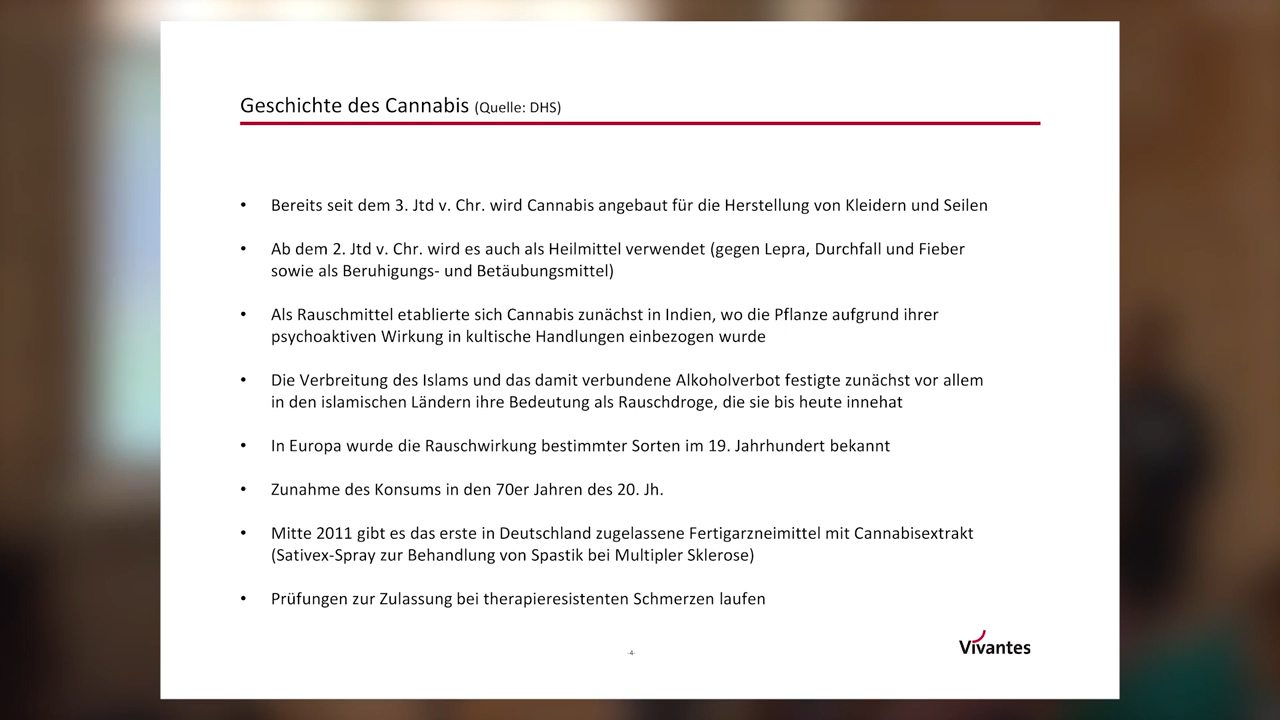 Geschichte des Cannabis (Quelle: DHS)
• Bereits seit dem 3. Jtd v. Chr. wird Cannabis angebaut für die Herstellung von Kleidern und Seilen
• Ab dem 2. Jtd v. Chr. wird es auch als Heilmittel verwendet (gegen Lepra, Durchfall und Fieber
sowie als Beruhigungs- und Betäubungsmittel)
• Als Rauschmittel etablierte sich Cannabis zunächst in Indien, wo die Pflanze aufgrund ihrer
psychoaktiven Wirkung in kultische Handlungen einbezogen wurde
• Die Verbreitung des Islams und das damit verbundene Alkoholverbot festigte zunächst vor allem
in den islamischen Ländern ihre Bedeutung als Rauschdroge, die sie bis heute innehat
• In Europa wurde die Rauschwirkung bestimmter Sorten im 19. Jahrhundert bekannt
• Zunahme des Konsums in den 70er Jahren des 20. Jh.
• Mitte 2011 gibt es das erste in Deutschland zugelassene Fertigarzneimittel mit Cannabisextrakt
(Sativex-Spray zur Behandlung von Spastik bei Multipler Sklerose)
• Prüfungen zur Zulassung bei therapieresistenten Schmerzen laufen
Vivantes
-4-